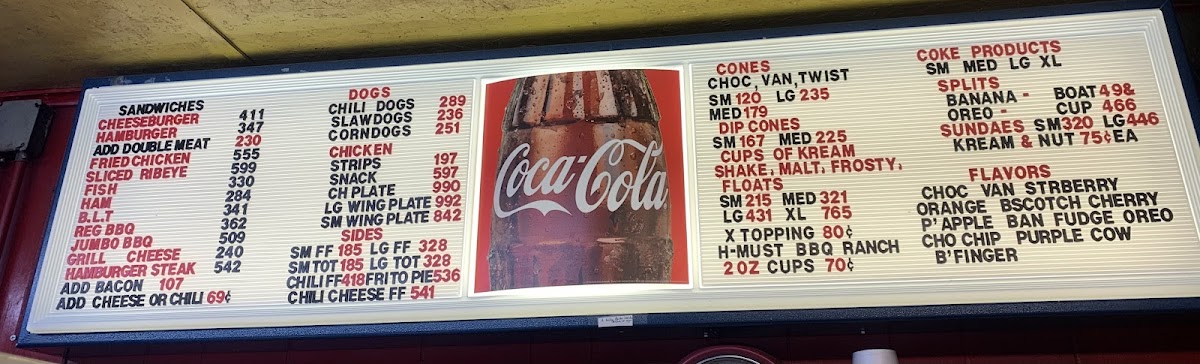 SANDWICHES
CHEESEBURGER 411
HAMBURGER 347
ADD DOUBLE MEAT 230
FRIED CHICKEN 555
SLICED RIBEYE 599
FISH 330
HAM 284
B.L.T 341
REG BBQ 362
JUMBO BBQ 509
GRILL CHEESE 240
HAMBURGER STEAK 542
ADD BACON 107
ADD CHEESE OR CHILI 69¢
DOGS
CHILI DOGS 289
SLAWDOGS 236
CORNDOGS 251
CHICKEN
STRIPS 197
SNACK 597
CH PLATE 990
LG WING PLATE 992
SM WING PLATE 842
SIDES
SM FF 185 LG FF 328
SM TOT 185 LG TOT 328
CHILI FF 418 FRITO PIE 536
CHILI CHEESE FF 541
Coca-Cola
CONES
CHOC, VAN, TWIST
SM 120 LG 235
MED 179
DIP CONES
SM 167 MED 225
CUPS OF KREAM
SHAKE, MALT, FROSTY,
FLOATS
SM 215 MED 321
LG 431 XL 765
X TOPPING 80¢
H-MUST BBQ RANCH
2 OZ CUPS 70¢
COKE PRODUCTS
SM MED LG XL
SPLITS
BANANA - BOAT 49&
OREO - CUP 466
SUNDAES SM 320 LG 446
KREAM & NUT 75¢ EA
FLAVORS
CHOC VAN STRBERRY
ORANGE BSCOTCH CHERRY
P'APPLE BAN FUDGE OREO
CHO CHIP PURPLE COW
B'FINGER